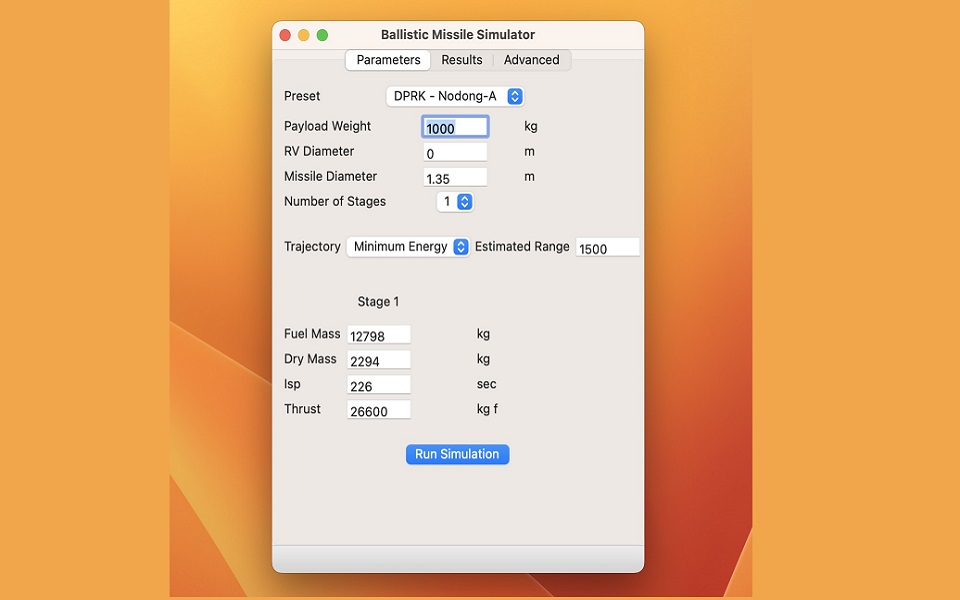 Ballistic Missile Simulator
Parameters Results Advanced
Preset DPRK - Nodong-A
Payload Weight 1000 kg
RV Diameter 0 m
Missile Diameter 1.35 m
Number of Stages 1
Trajectory Minimum Energy Estimated Range 1500
Stage 1
Fuel Mass 12798 kg
Dry Mass 2294 kg
Isp 226 sec
Thrust 26600 kg f
Run Simulation